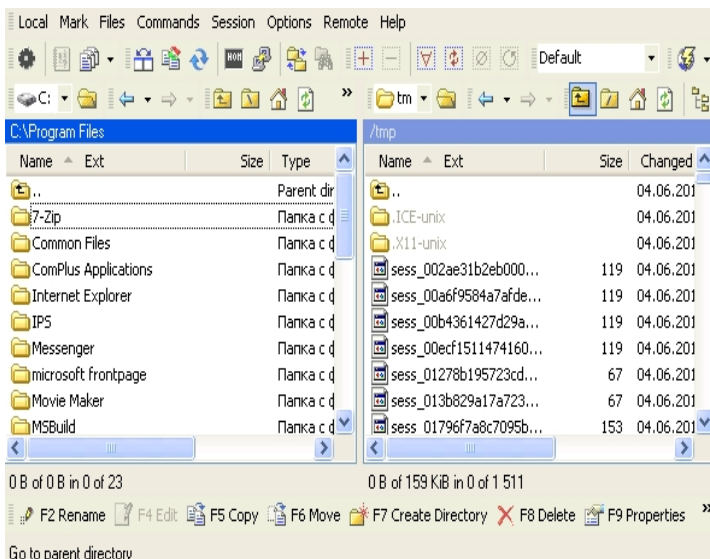 Local Mark Files Commands Session Options Remote Help
Default
C: » tm
C:\Program Files /tmp
Name Ext Size Type Name Ext Size Changed
.. Parent dir .. 04.06.201
7-Zip Папка с ф .ICE-unix 04.06.201
Common Files Папка с ф .X11-unix 04.06.201
ComPlus Applications Папка с ф sess_002ae31b2eb000... 119 04.06.201
Internet Explorer Папка с ф sess_00a6f9584a7afde... 119 04.06.201
IPS Папка с ф sess_00b4361427d29a... 119 04.06.201
Messenger Папка с ф sess_00ecf1511474160... 119 04.06.201
microsoft frontpage Папка с ф sess_01278b195723cd... 67 04.06.201
Movie Maker Папка с ф sess_013b829a17a723... 67 04.06.201
MSBuild Папка с ф sess_01796f7a8c7095b... 153 04.06.201
0 B of 0 B in 0 of 23 0 B of 159 KiB in 0 of 1 511
F2 Rename F4 Edit F5 Copy F6 Move F7 Create Directory F8 Delete F9 Properties »
Go to parent directory